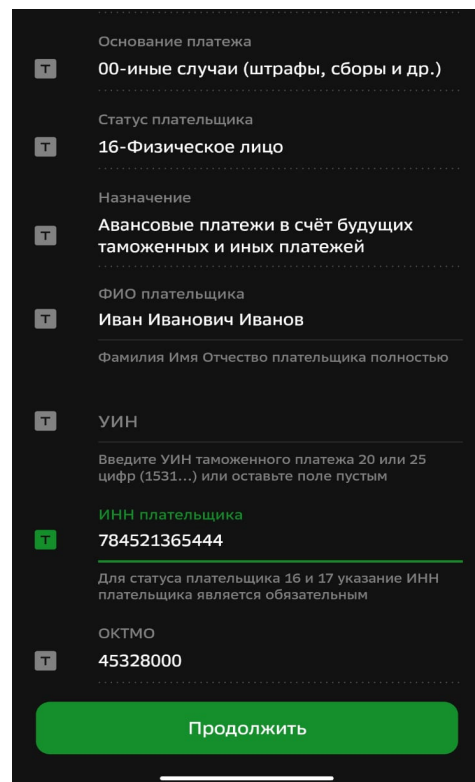 Основание платежа
00-иные случаи (штрафы, сборы и др.)
Статус плательщика
16-Физическое лицо
Назначение
Авансовые платежи в счёт будущих
таможенных и иных платежей
ФИО плательщика
Иван Иванович Иванов
Фамилия Имя Отчество плательщика полностью
УИН
Введите УИН таможенного платежа 20 или 25
цифр (1531...) или оставьте поле пустым
ИНН плательщика
784521365444
Для статуса плательщика 16 и 17 указание ИНН
плательщика является обязательным
ОКТМО
45328000
Продолжить